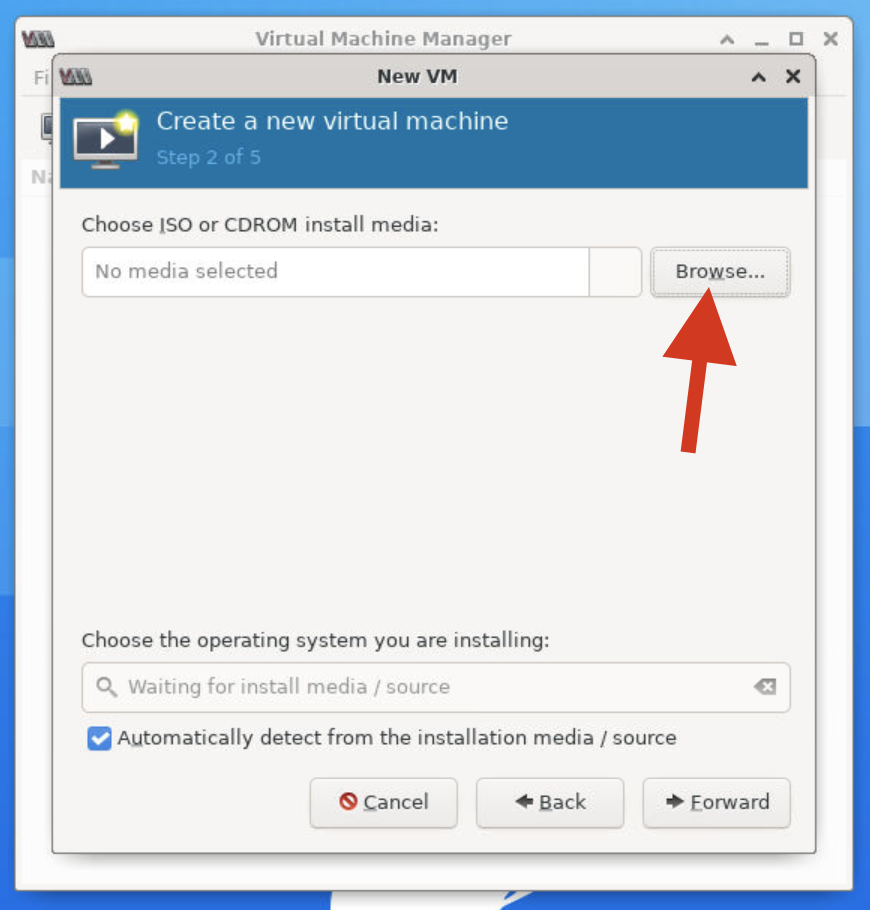 Virtual Machine Manager
Fi
New VM
Create a new virtual machine
Step 2 of 5
Na
Choose ISO or CDROM install media:
No media selected
Browse...
Choose the operating system you are installing:
Waiting for install media / source
Automatically detect from the installation media / source
Cancel
Back
Forward